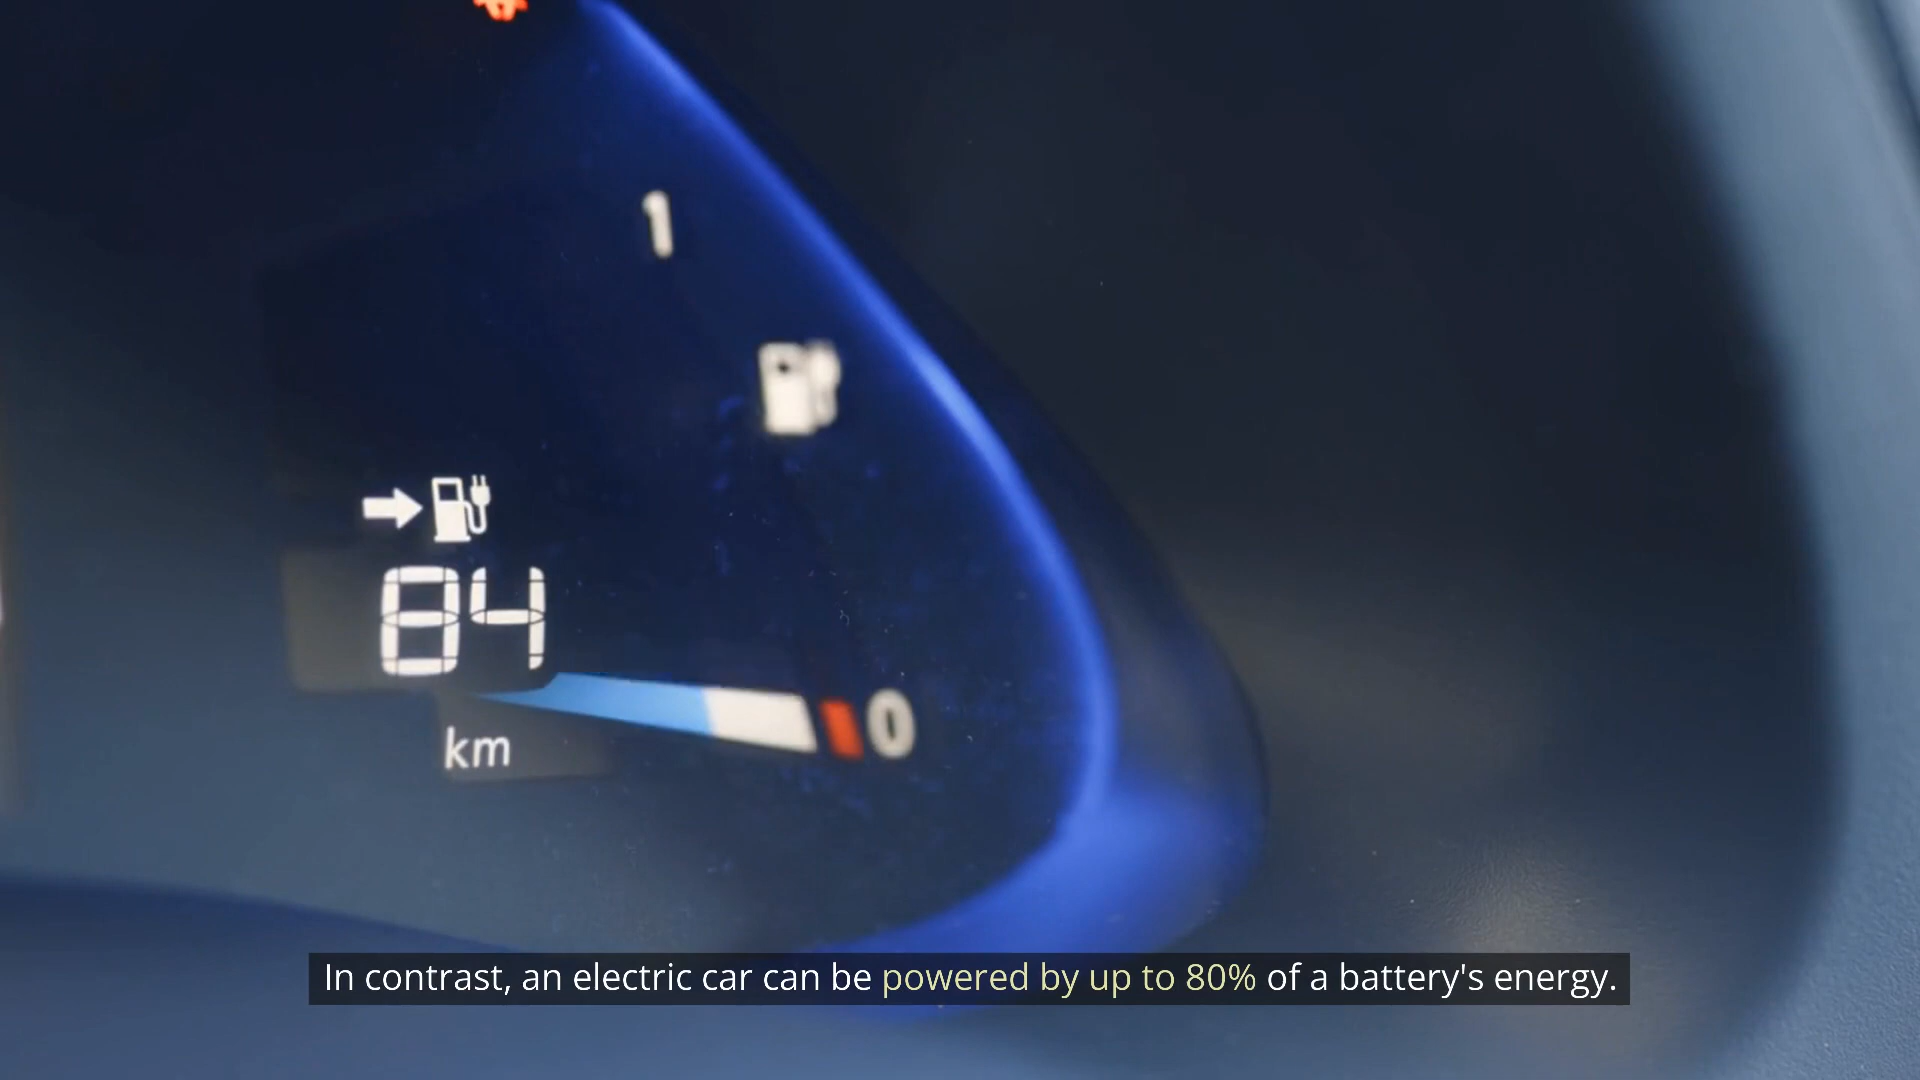 1
84
0
km
In contrast, an electric car can be powered by up to 80% of a battery's energy.